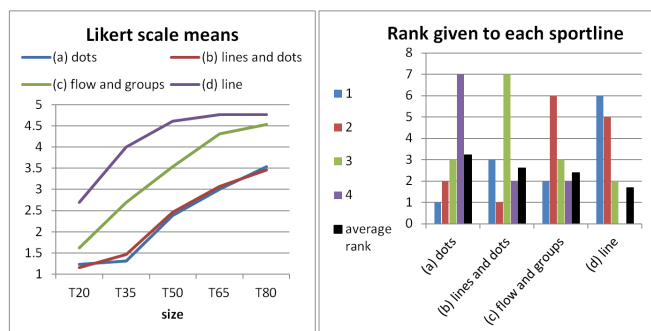 Likert scale means
(a) dots
(b) lines and dots
(c) flow and groups
(d) line
5
4.5
4
3.5
3
2.5
2
1.5
1
T20 T35 T50 T65 T80
size
Rank given to each sportline
1
2
3
4
average
rank
8
7
6
5
4
3
2
1
0
(a) dots
(b) lines and dots
(c) flow and groups
(d) line